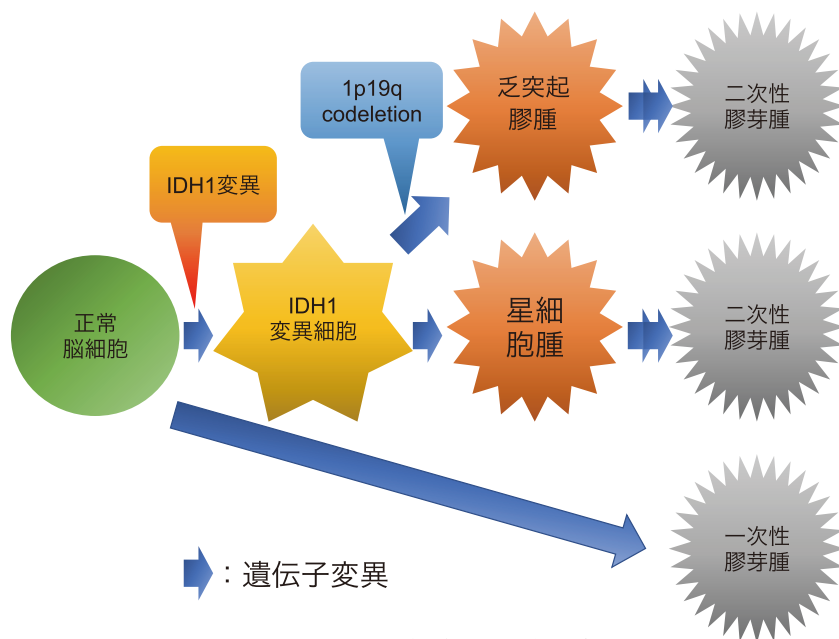 1p19q
codeletion
乏突起
膠腫
二次性
膠芽腫
IDH1変異
正常
脳細胞
IDH1
変異細胞
星細
胞腫
二次性
膠芽腫
一次性
膠芽腫
：遺伝子変異